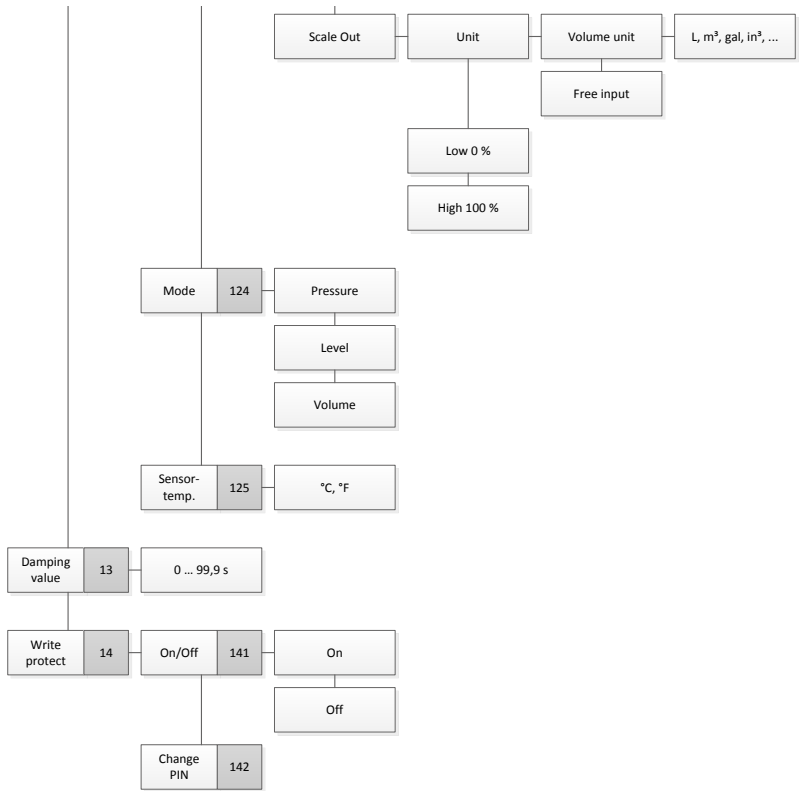 Scale Out
Unit
Volume unit
L, m³, gal, in³, ...
Free input
Low 0 %
High 100 %
Mode
124
Pressure
Level
Volume
Sensor-
temp.
125
°C, °F
Damping
value
13
0 ... 99,9 s
Write
protect
14
On/Off
141
On
Off
Change
PIN
142